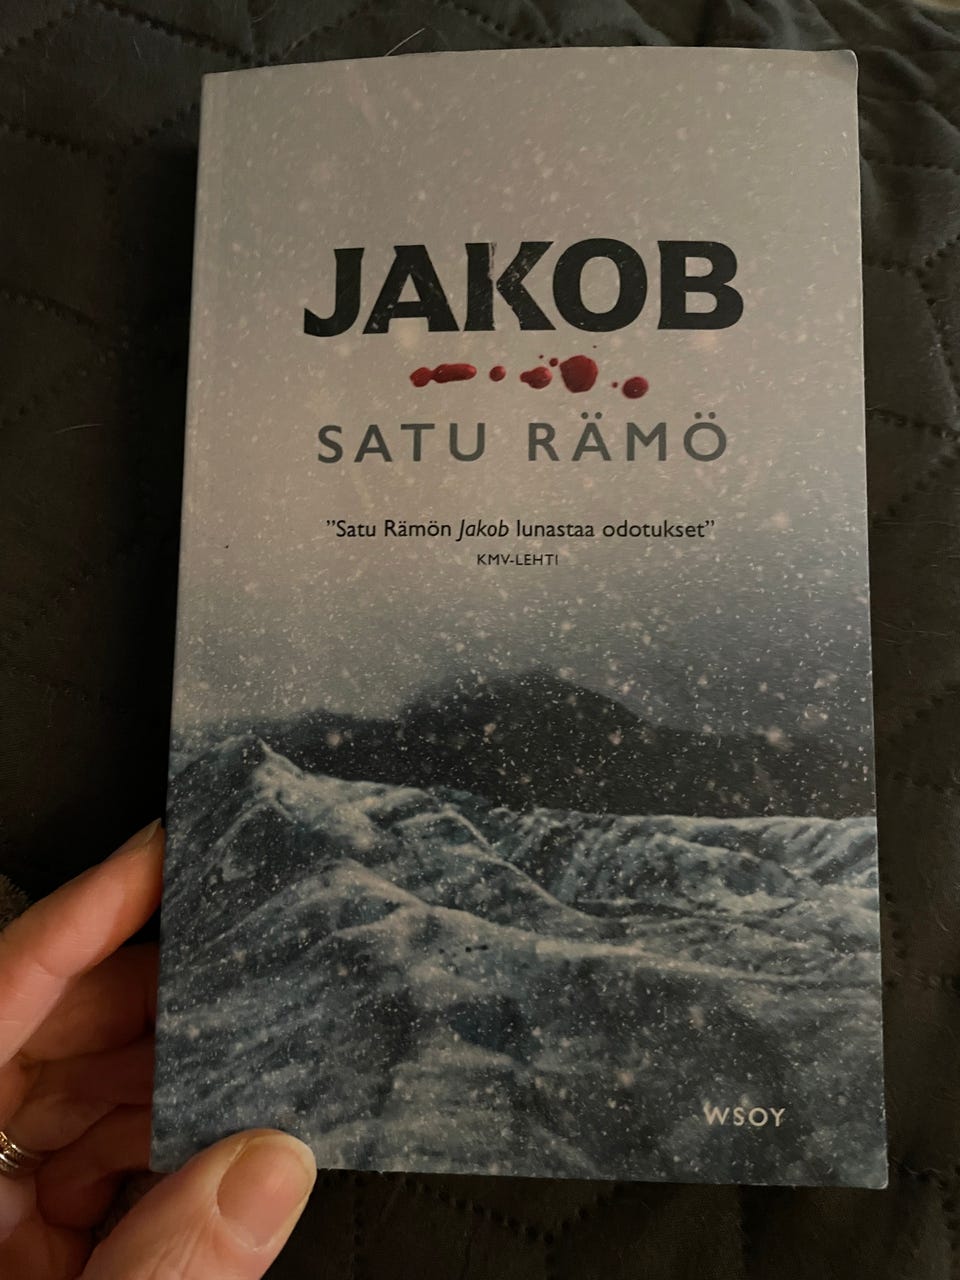 JAKOB
SATU RÄMÖ
”Satu Rämön Jakob lunastaa odotukset”
KMV-LEHTI
WSOY